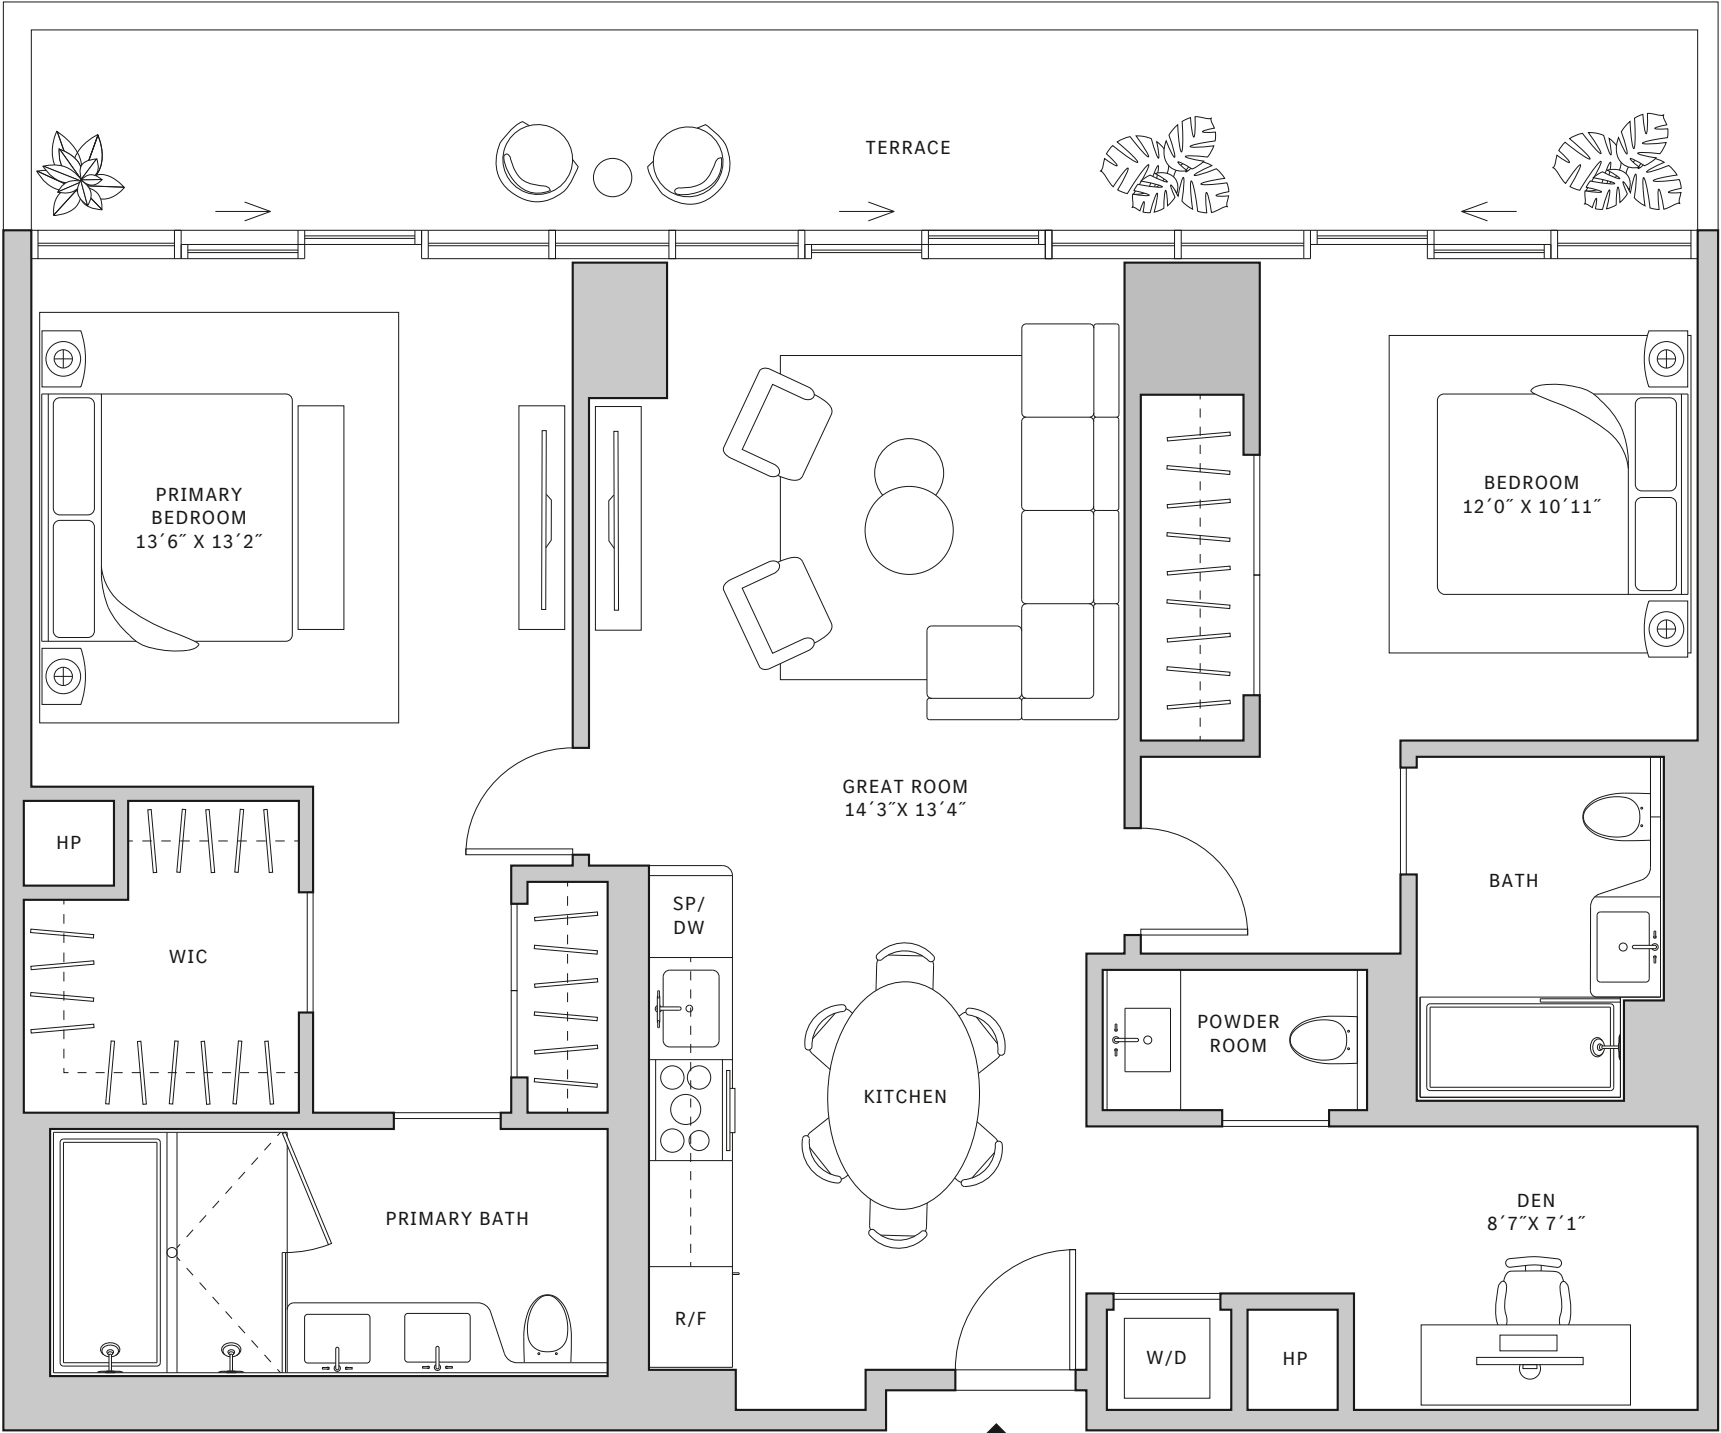 TERRACE
PRIMARY
BEDROOM
13´6˝ X 13´2˝
BEDROOM
12´0˝ X 10´11˝
GREAT ROOM
14´3˝X 13´4˝
HP
WIC
SP/
DW
BATH
POWDER
ROOM
KITCHEN
PRIMARY BATH
DEN
8´7˝X 7´1˝
R/F
W/D
HP